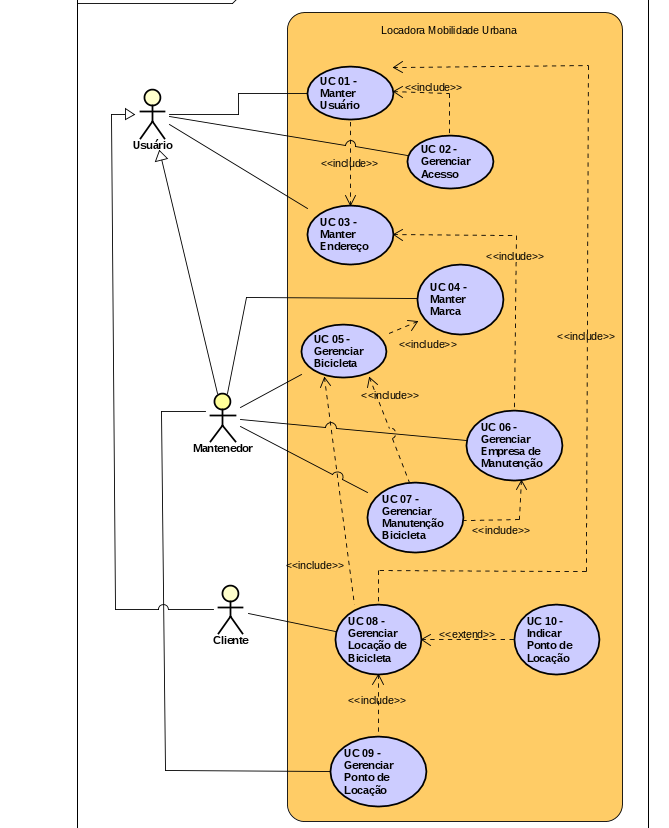 Locadora Mobilidade Urbana
UC 01 -
Manter
Usuário
<<include>>
Usuário
UC 02 -
Gerenciar
Acesso
<<include>>
UC 03 -
Manter
Endereço
<<include>>
UC 04 -
Manter
Marca
<<include>>
UC 05 -
Gerenciar
Bicicleta
<<include>>
<<include>>
Mantenedor
UC 06 -
Gerenciar
Empresa de
Manutenção
UC 07 -
Gerenciar
Manutenção
Bicicleta
<<include>>
<<include>>
Cliente
UC 08 -
Gerenciar
Locação de
Bicicleta
<<extend>>
UC 10 -
Indicar
Ponto de
Locação
<<include>>
UC 09 -
Gerenciar
Ponto de
Locação